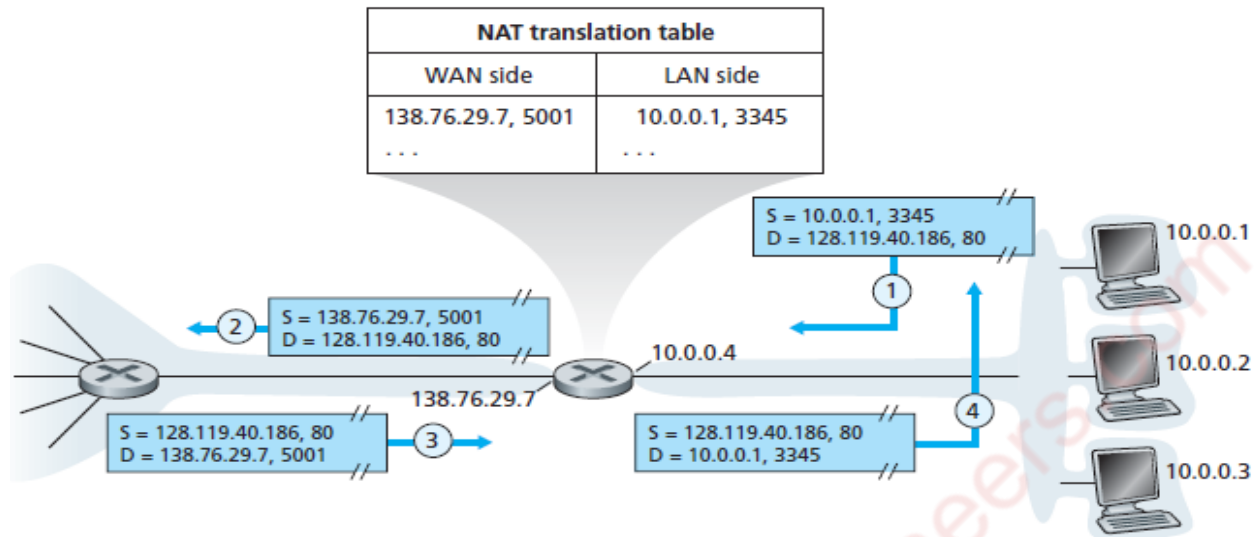 NAT translation table
WAN side LAN side
138.76.29.7, 5001 10.0.0.1, 3345
. . . . . .
S = 10.0.0.1, 3345
D = 128.119.40.186, 80
10.0.0.1
1
S = 138.76.29.7, 5001
D = 128.119.40.186, 80
2
10.0.0.4
10.0.0.2
138.76.29.7
S = 128.119.40.186, 80
D = 138.76.29.7, 5001
3
S = 128.119.40.186, 80
D = 10.0.0.1, 3345
4
10.0.0.3
eers.com